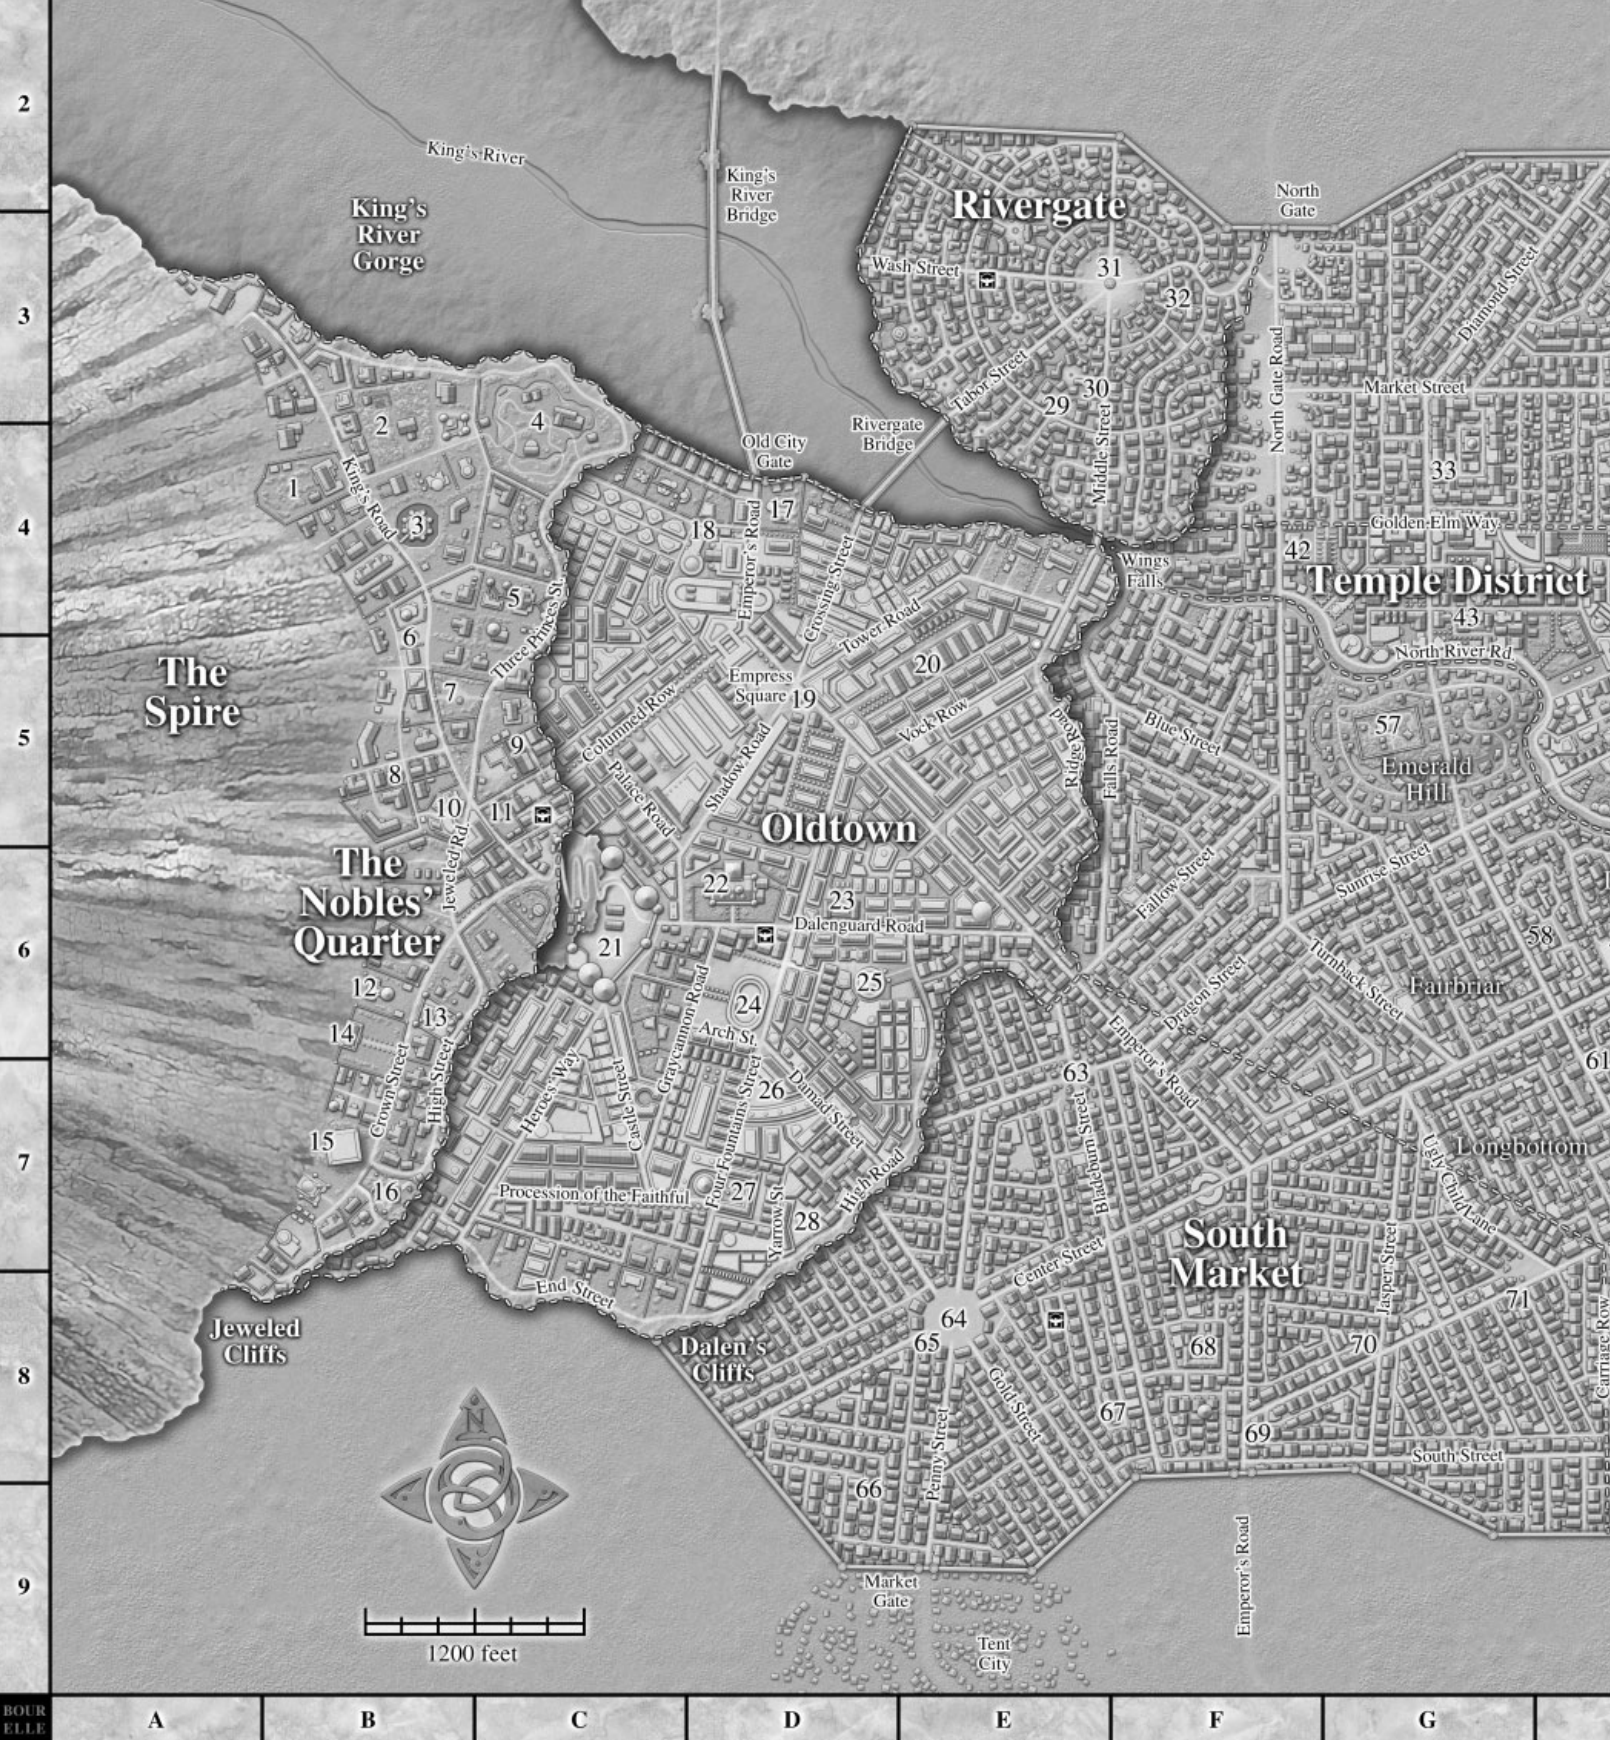 2
King's River
King's
River
Bridge
Rivergate
North
Gate
King's
River
Gorge
Wash Street
31
32
Diamond Street
3
Tabor Street
North Gate Road
Market Street
30
29
Middle Street
2
4
Old City
Gate
Rivergate
Bridge
1
King's Road
33
3
4
17
18
Emperor's Road
Crossing Street
Golden Elm Way
42
Wings
Falls
Temple District
5
Three Princes St.
Tower Road
43
6
North River Rd.
The
Spire
20
Empress
Square
19
7
Columned Row
Vock Row
Ridge Road
Falls Road
Blue Street
57
5
9
Shadow Road
Palace Road
Emerald
Hill
8
10
11
Oldtown
The
Nobles'
Quarter
Jeweled Rd.
22
23
Dalenguard Road
Fallow Street
Sunrise Street
58
6
21
Turnback Street
Fairbriar
12
24
25
Dragon Street
13
14
Graycannon Road
Arch St.
Emperor's Road
61
63
Crown Street
High Street
Heroes' Way
Castle Street
26
Damad Street
Four Fountains Street
Blackburn Street
15
7
Ugly Child Lane
Longbottom
16
Procession of the Faithful
27
Yarrow St.
28
High Road
South
Market
Center Street
Jasper Street
End Street
64
65
71
Jeweled
Cliffs
Dalen's
Cliffs
68
70
Carriage Row
8
Gold Street
67
69
N
Penny Street
South Street
66
9
Market
Gate
Emperor's Road
1200 feet
Tent
City
BOUR
ELLE
A
B
C
D
E
F
G